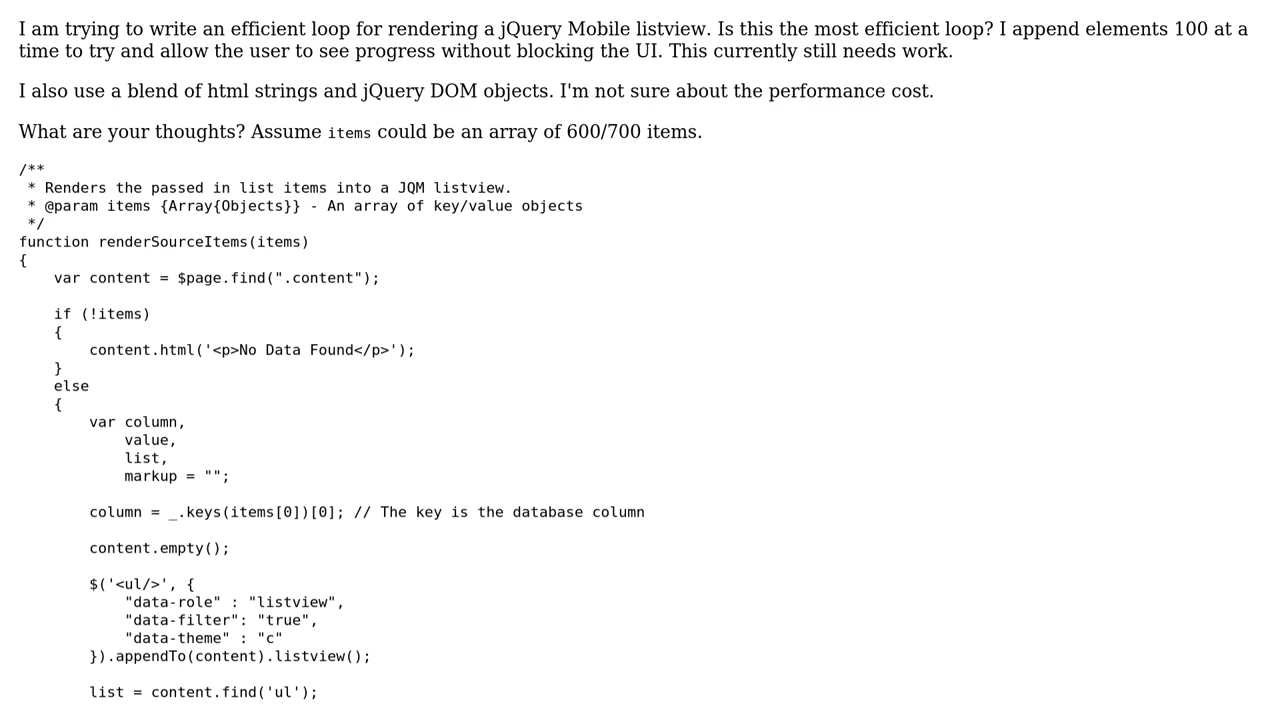 I am trying to write an efficient loop for rendering a jQuery Mobile listview. Is this the most efficient loop? I append elements 100 at a
time to try and allow the user to see progress without blocking the UI. This currently still needs work.
I also use a blend of html strings and jQuery DOM objects. I'm not sure about the performance cost.
What are your thoughts? Assume items could be an array of 600/700 items.
/**
 * Renders the passed in list items into a JQM listview.
 * @param items {Array{Objects}} - An array of key/value objects
 */
function renderSourceItems(items)
{
    var content = $page.find(".content");

    if (!items)
    {
        content.html('<p>No Data Found</p>');
    }
    else
    {
        var column,
            value,
            list,
            markup = "";

        column = _.keys(items[0])[0]; // The key is the database column

        content.empty();

        $('<ul/>', {
            "data-role" : "listview",
            "data-filter": "true",
            "data-theme" : "c"
        }).appendTo(content).listview();

        list = content.find('ul');